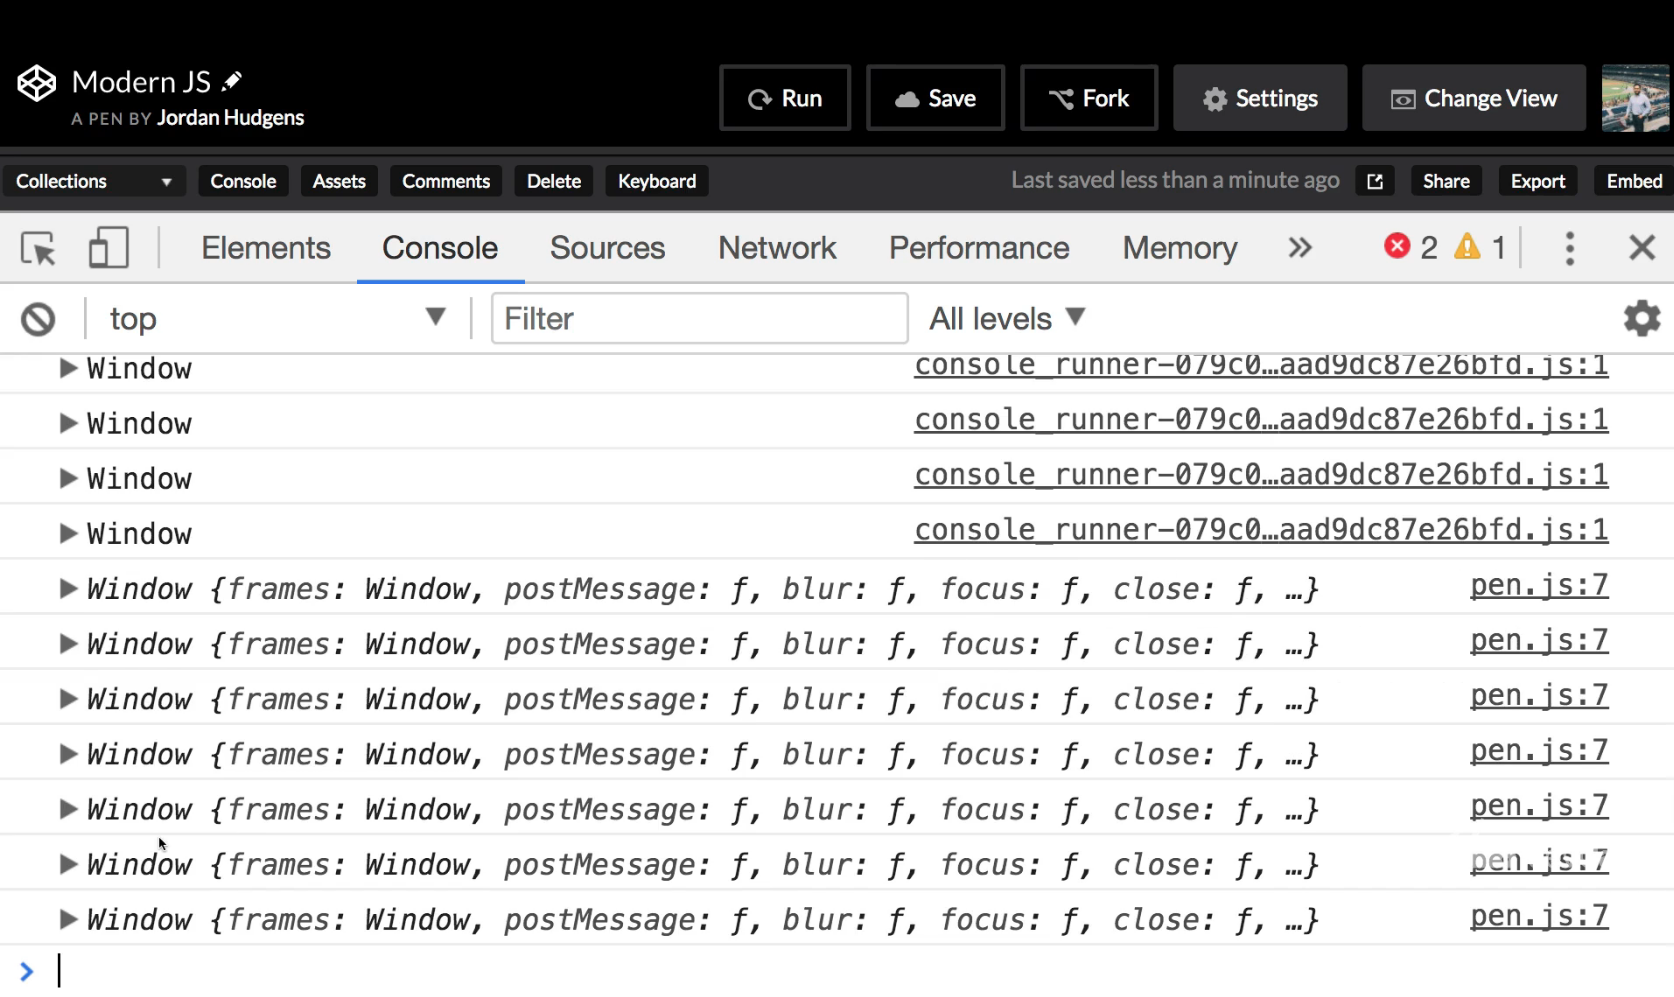 Modern JS
A PEN BY Jordan Hudgens
Run
Save
Fork
Settings
Change View
Collections
Console
Assets
Comments
Delete
Keyboard
Last saved less than a minute ago
Share
Export
Embed
Elements
Console
Sources
Network
Performance
Memory
2
1
top
Filter
All levels
Window console_runner-079c0…aad9dc87e26bfd.js:1
Window console_runner-079c0…aad9dc87e26bfd.js:1
Window console_runner-079c0…aad9dc87e26bfd.js:1
Window console_runner-079c0…aad9dc87e26bfd.js:1
Window {frames: Window, postMessage: ƒ, blur: ƒ, focus: ƒ, close: ƒ, …} pen.js:7
Window {frames: Window, postMessage: ƒ, blur: ƒ, focus: ƒ, close: ƒ, …} pen.js:7
Window {frames: Window, postMessage: ƒ, blur: ƒ, focus: ƒ, close: ƒ, …} pen.js:7
Window {frames: Window, postMessage: ƒ, blur: ƒ, focus: ƒ, close: ƒ, …} pen.js:7
Window {frames: Window, postMessage: ƒ, blur: ƒ, focus: ƒ, close: ƒ, …} pen.js:7
Window {frames: Window, postMessage: ƒ, blur: ƒ, focus: ƒ, close: ƒ, …} pen.js:7
Window {frames: Window, postMessage: ƒ, blur: ƒ, focus: ƒ, close: ƒ, …} pen.js:7